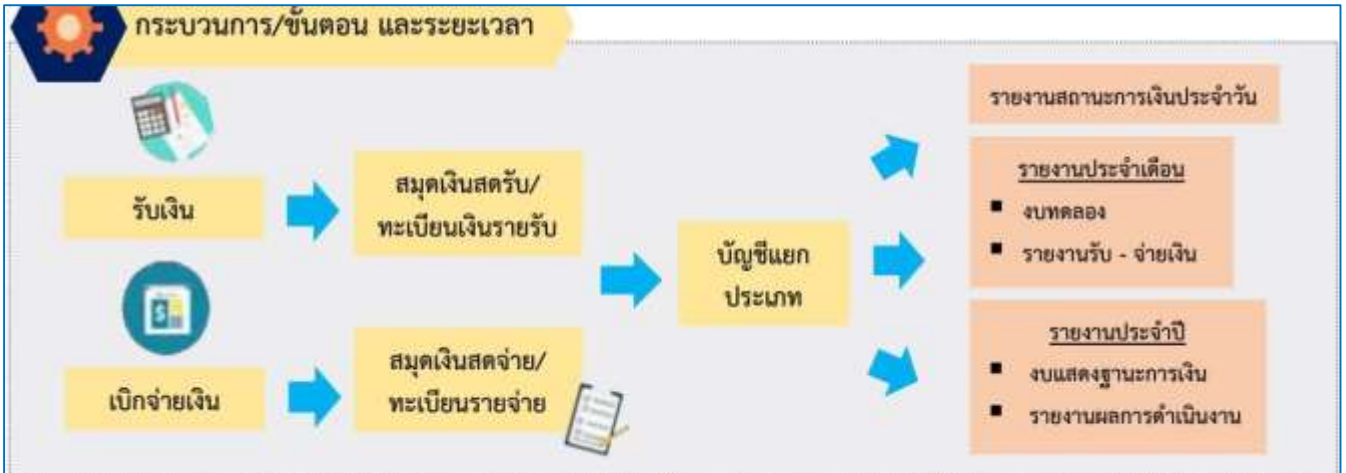 กระบวนการ/ขั้นตอน และระยะเวลา
รับเงิน
สมุดเงินสดรับ/
ทะเบียนเงินรายรับ
เบิกจ่ายเงิน
สมุดเงินสดจ่าย/
ทะเบียนรายจ่าย
บัญชีแยก
ประเภท
รายงานสถานะการเงินประจำวัน
รายงานประจำเดือน
▪ งบทดลอง
▪ รายงานรับ - จ่ายเงิน
รายงานประจำปี
▪ งบแสดงฐานะการเงิน
▪ รายงานผลการดำเนินงาน